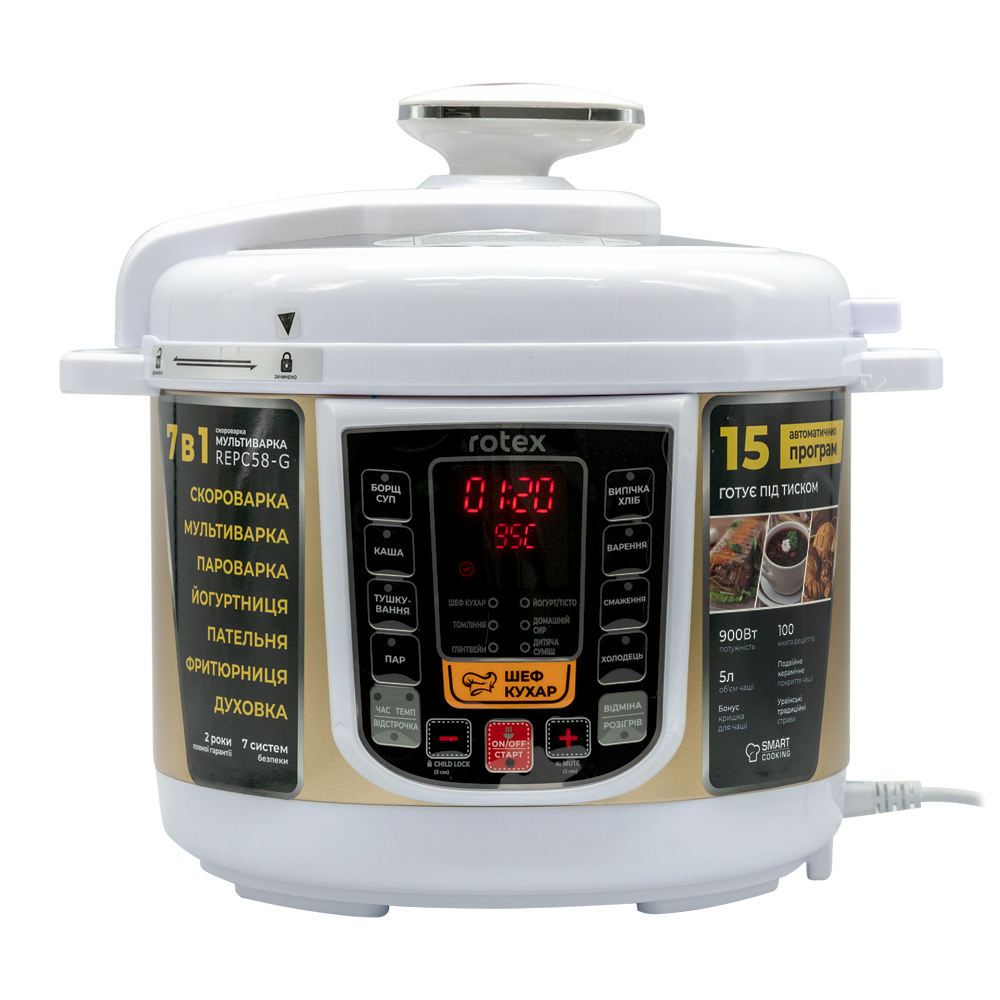 ЗАЧИНЕНО
7 в 1
скороварка
МУЛЬТИВАРКА
REPC58-G
СКОРОВАРКА
МУЛЬТИВАРКА
ПАРОВАРКА
ЙОГУРТНИЦЯ
ПАТЕЛЬНЯ
ФРИТЮРНИЦЯ
ДУХОВКА
2 роки
повної гарантії
7 систем
безпеки
rotex
01:20
95C
БОРЩ
СУП
КАША
ТУШКУ-
ВАННЯ
ПАР
ЧАС ТЕМП
ВІДСТРОЧКА
ВИПІЧКА
ХЛІБ
ВАРЕННЯ
СМАЖЕННЯ
ХОЛОДЕЦЬ
ВІДМІНА
РОЗІГРІВ
ШЕФ КУХАР
ТОМЛІННЯ
ГЛІНТВЕЙН
ЙОГУРТ/ТІСТО
ДОМАШНІЙ
СИР
ДИТЯЧА
СУМІШ
ШЕФ
КУХАР
−
ON/OFF
СТАРТ
+
CHILD LOCK
(3 сек)
MUTE
(3 сек)
15
автоматичних
програм
ГОТУЄ ПІД ТИСКОМ
900Вт
потужність
100
книга рецептів
5л
об'єм чаші
Подвійне
керамічне
покриття чаші
Бонус
кришка
для чаші
Українські
традиційні
страви
SMART
COOKING